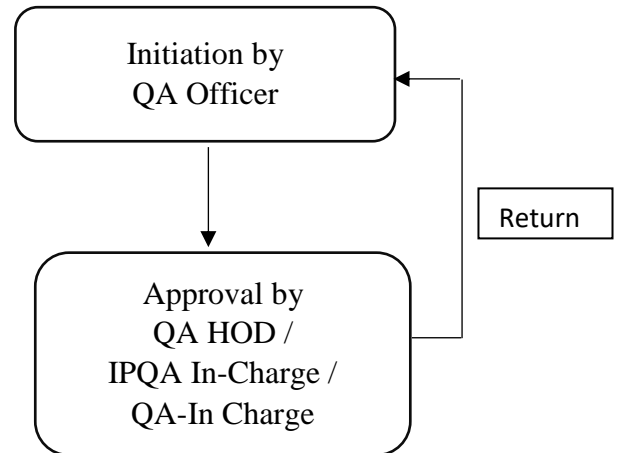 Initiation by
QA Officer
Return
Approval by
QA HOD /
IPQA In-Charge /
QA-In Charge